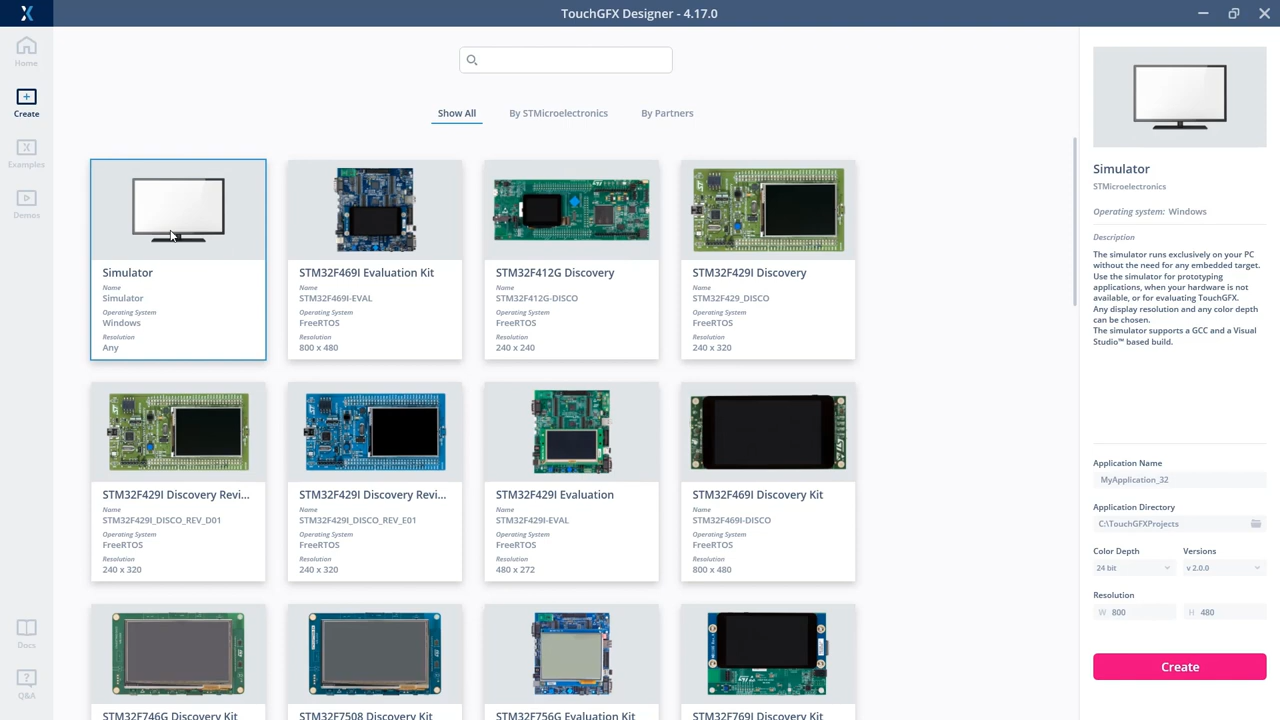 TouchGFX Designer - 4.17.0
Home
Create
Examples
Demos
Docs
Q&A
Show All
By STMicroelectronics
By Partners
Simulator
Name
Simulator
Operating System
Windows
Resolution
Any
STM32F469I Evaluation Kit
Name
STM32F469I-EVAL
Operating System
FreeRTOS
Resolution
800 x 480
STM32F412G Discovery
Name
STM32F412G-DISCO
Operating System
FreeRTOS
Resolution
240 x 240
STM32F429I Discovery
Name
STM32F429_DISCO
Operating System
FreeRTOS
Resolution
240 x 320
STM32F429I Discovery Revi...
Name
STM32F429I_DISCO_REV_D01
Operating System
FreeRTOS
Resolution
240 x 320
STM32F429I Discovery Revi...
Name
STM32F429I_DISCO_REV_E01
Operating System
FreeRTOS
Resolution
240 x 320
STM32F429I Evaluation
Name
STM32F429I-EVAL
Operating System
FreeRTOS
Resolution
480 x 272
STM32F469I Discovery Kit
Name
STM32F469I-DISCO
Operating System
FreeRTOS
Resolution
800 x 480
STM32F746G Discovery Kit
STM32F7508 Discovery Kit
STM32F756G Evaluation Kit
STM32F769I Discovery Kit
Simulator
STMicroelectronics
Operating system: Windows
Description
The simulator runs exclusively on your PC
without the need for any embedded target.
Use the simulator for prototyping
applications, when your hardware is not
available, or for evaluating TouchGFX.
Any display resolution and any color depth
can be chosen.
The simulator supports a GCC and a Visual
Studio™ based build.
Application Name
MyApplication_32
Application Directory
C:\TouchGFXProjects
Color Depth
Versions
24 bit
v 2.0.0
Resolution
W 800
H 480
Create